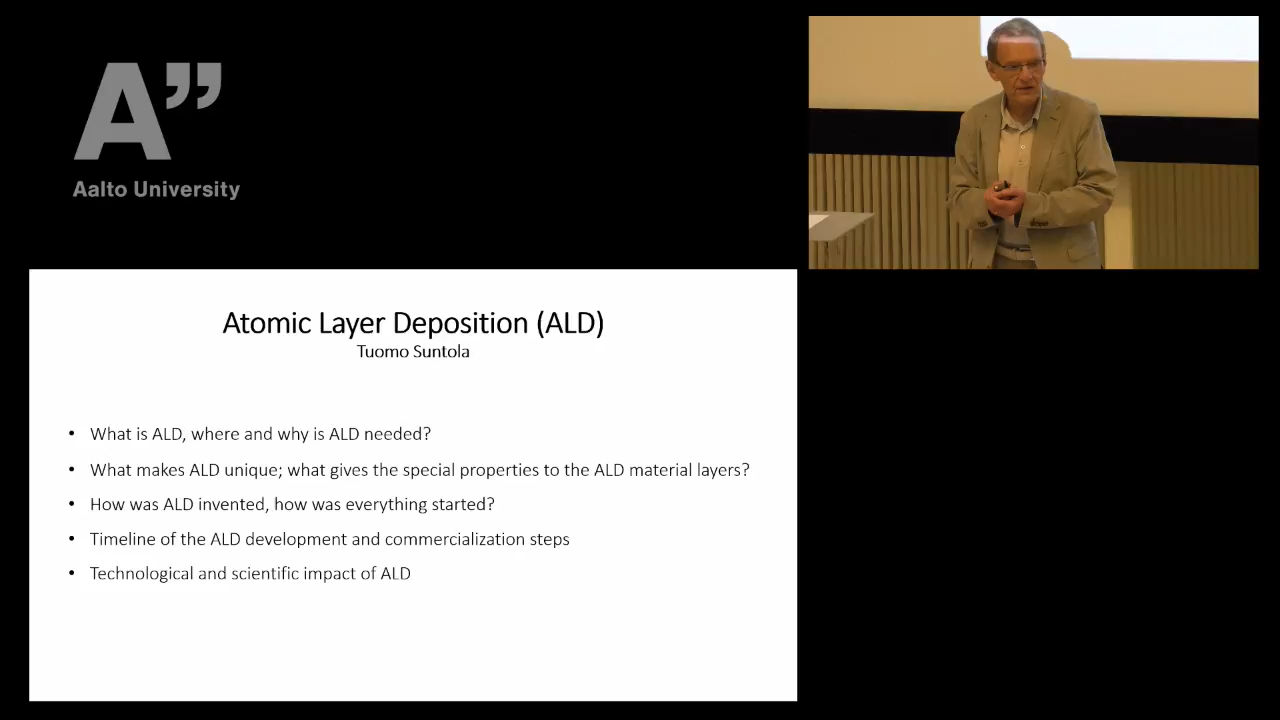 A”
Aalto University
Atomic Layer Deposition (ALD)
Tuomo Suntola
• What is ALD, where and why is ALD needed?
• What makes ALD unique; what gives the special properties to the ALD material layers?
• How was ALD invented, how was everything started?
• Timeline of the ALD development and commercialization steps
• Technological and scientific impact of ALD